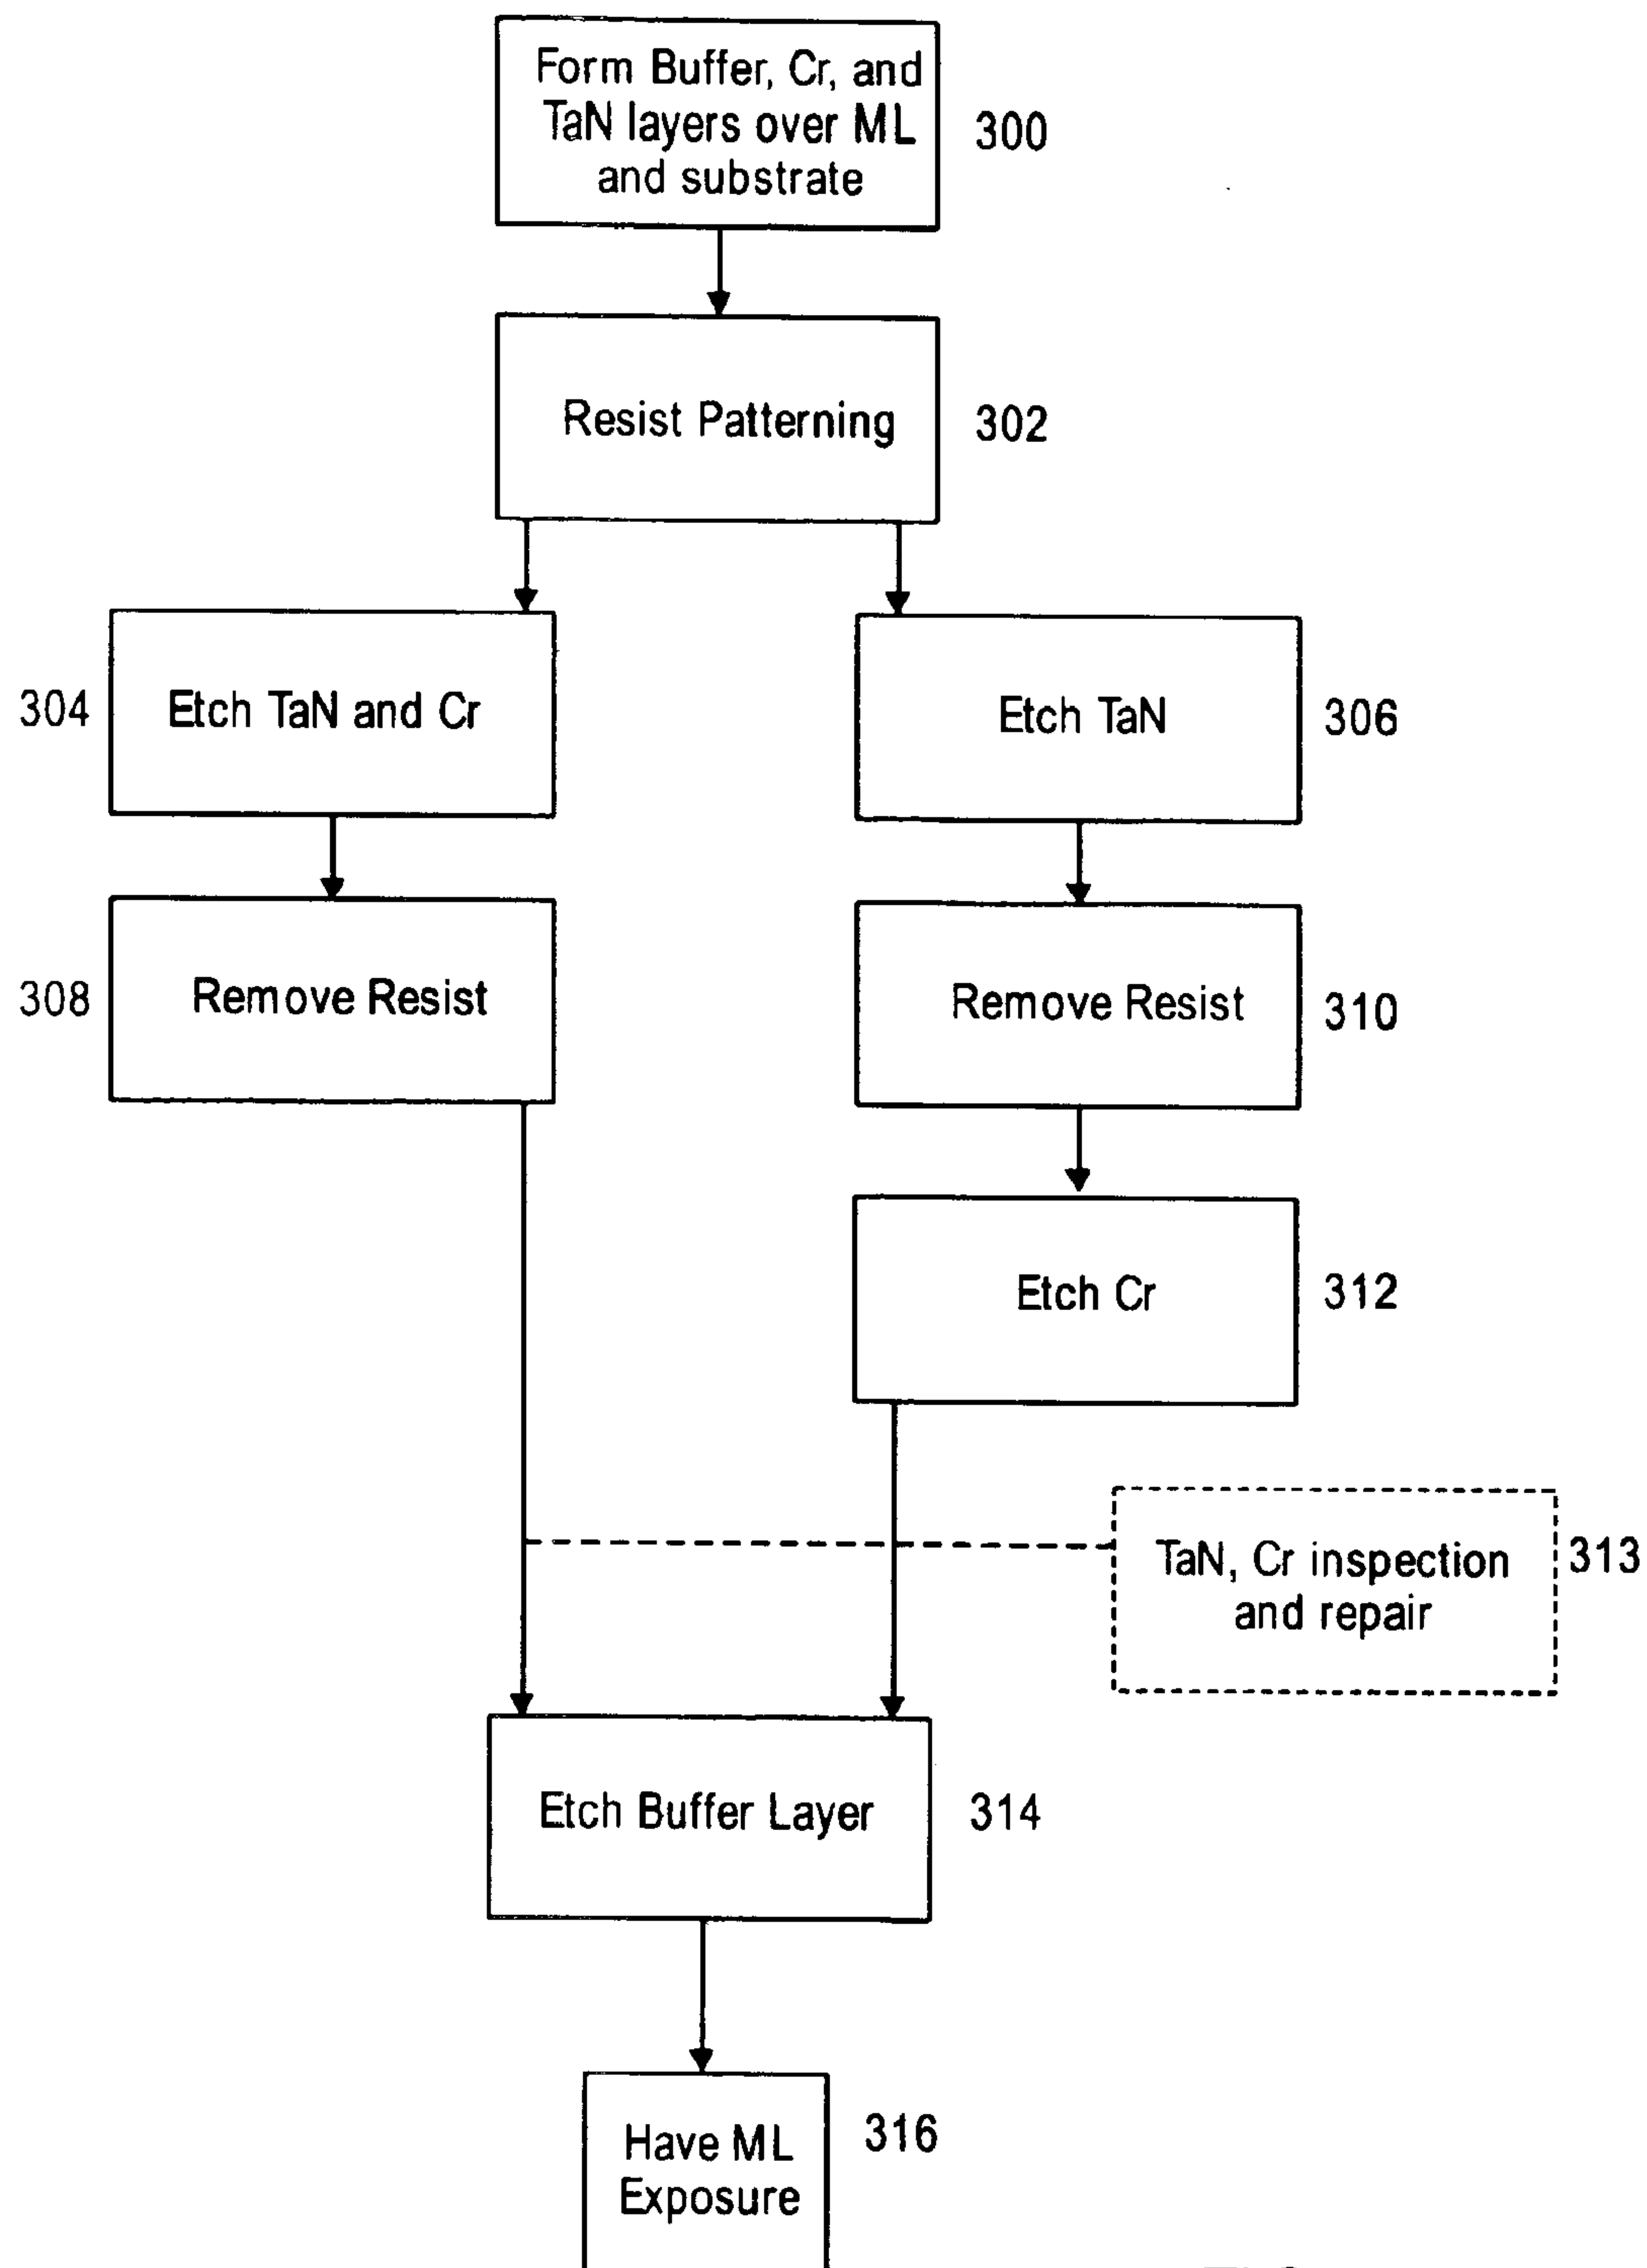 Form Buffer, Cr, and
TaN layers over ML
and substrate
300
Resist Patterning
302
304
Etch TaN and Cr
Etch TaN
306
308
Remove Resist
Remove Resist
310
Etch Cr
312
TaN, Cr inspection
and repair
313
Etch Buffer Layer
314
Have ML
Exposure
316